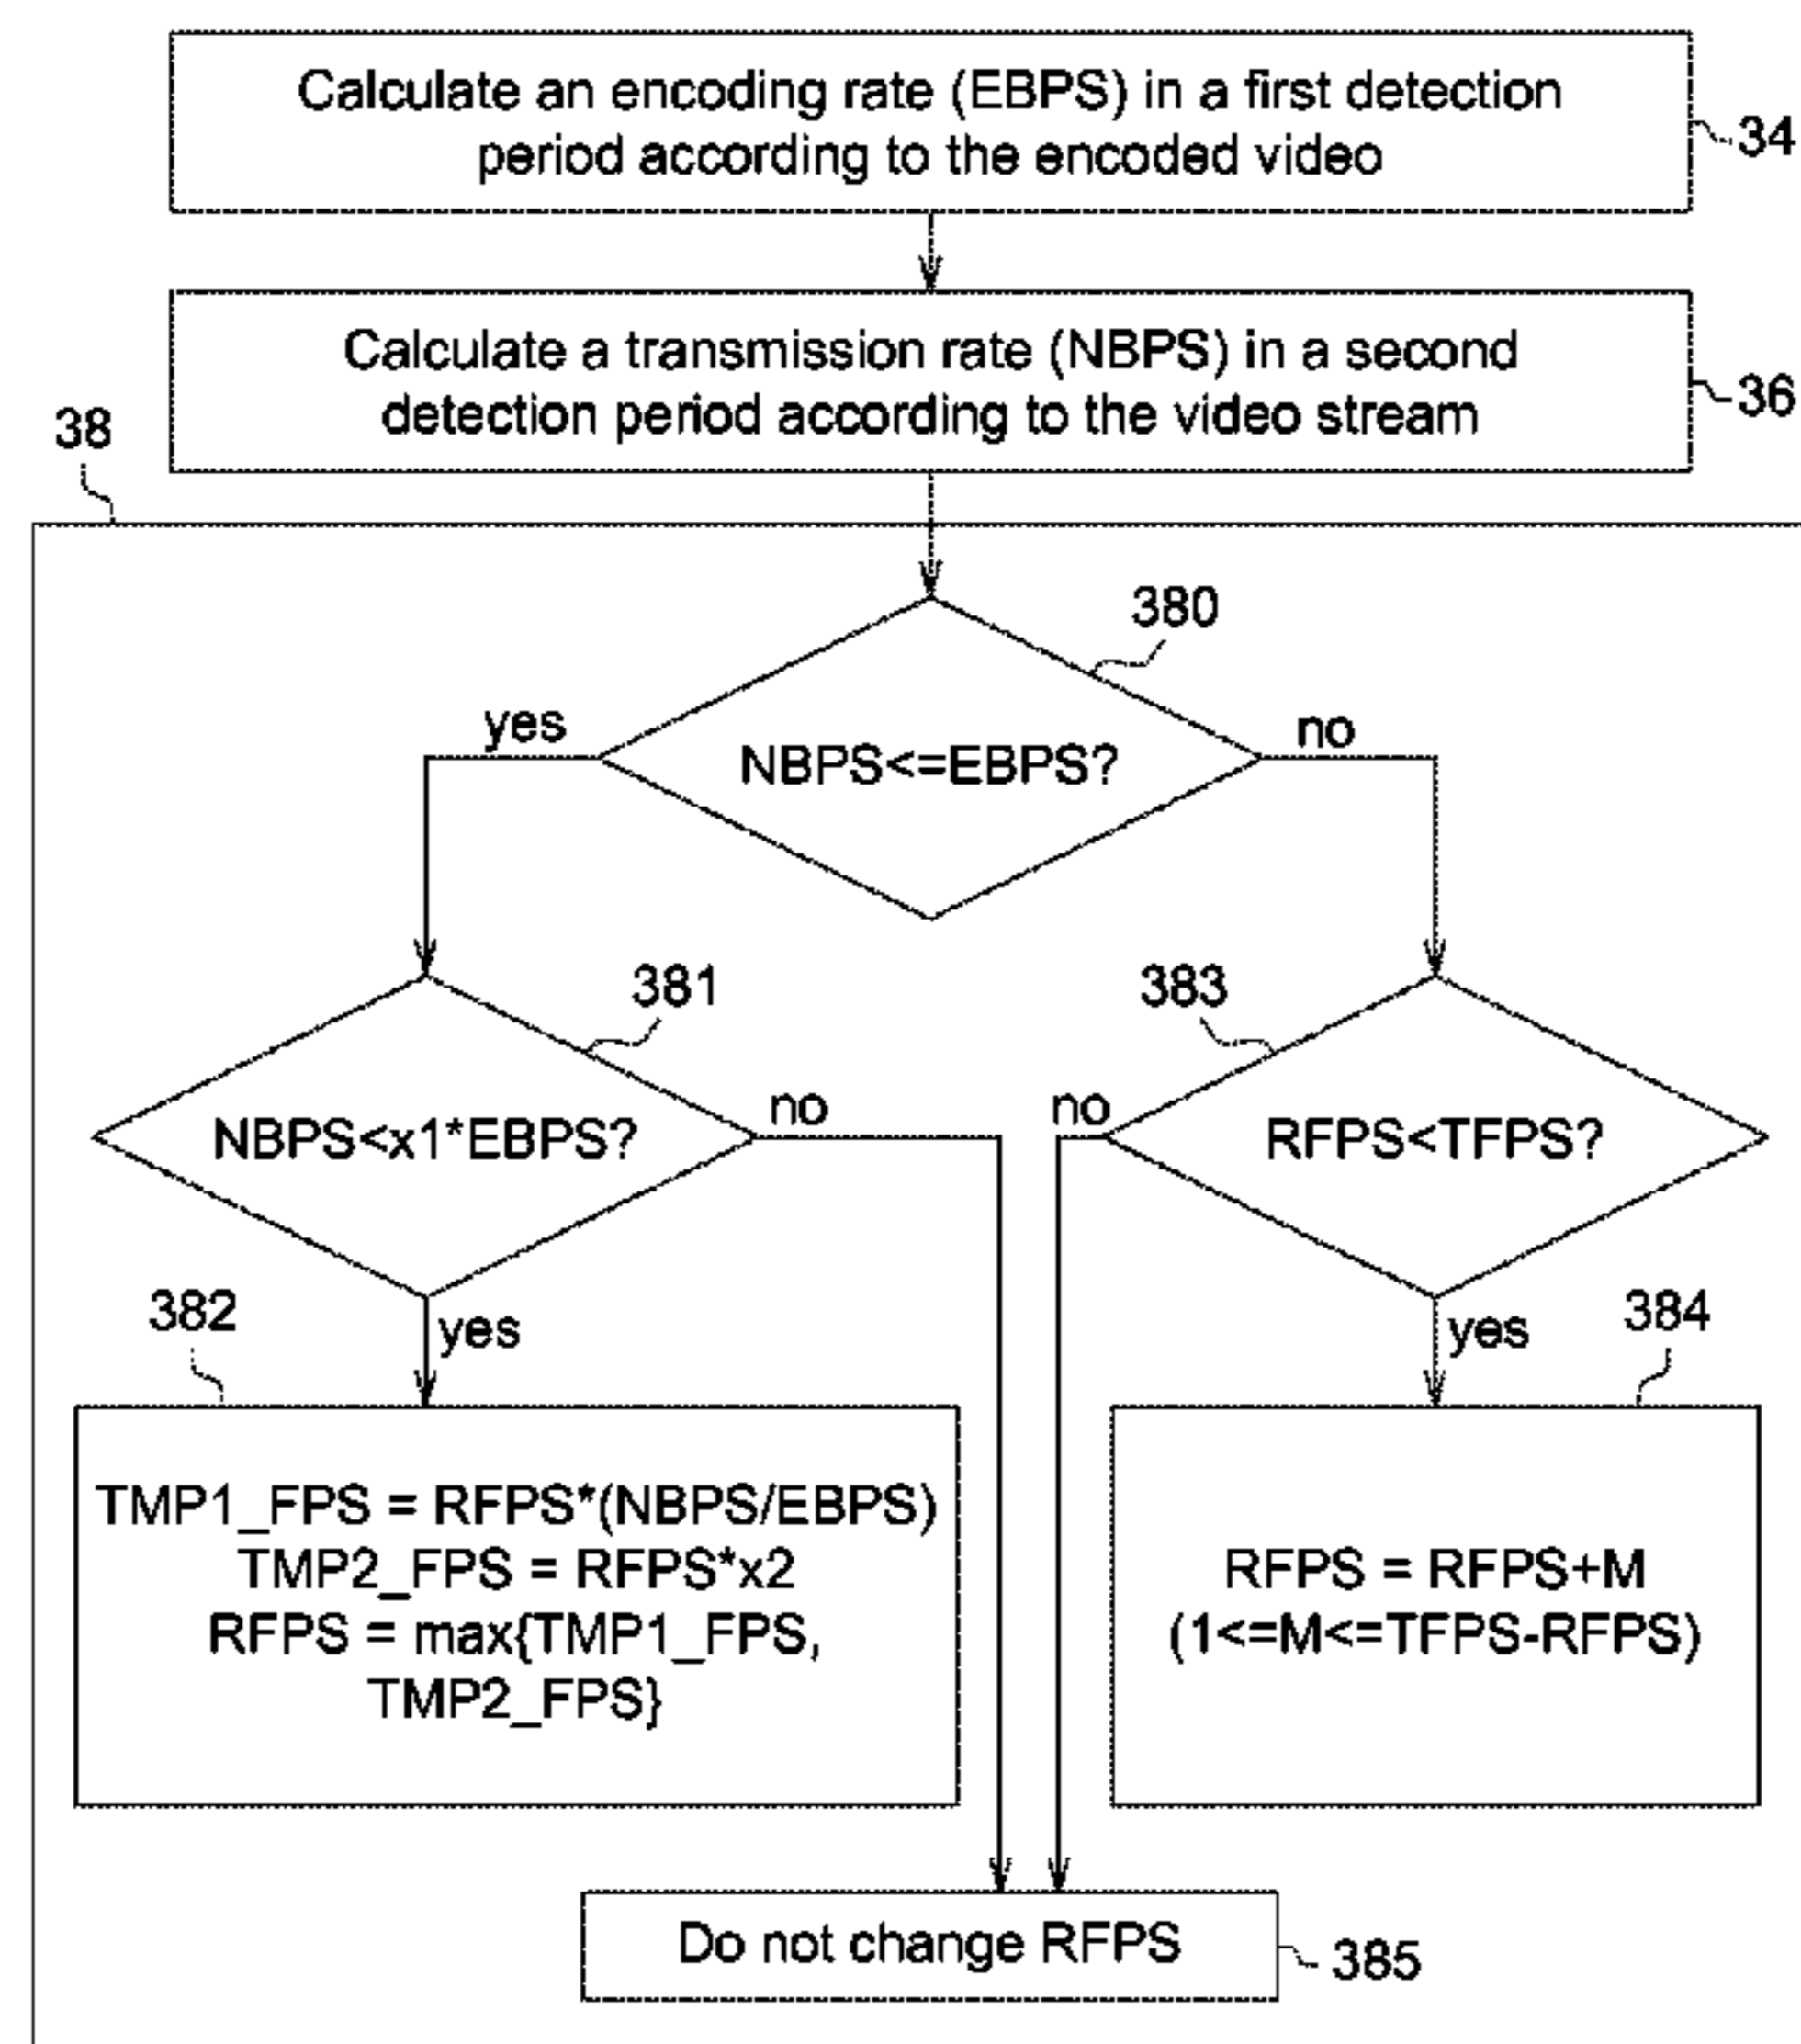 Calculate an encoding rate (EBPS) in a first detection
period according to the encoded video
34
Calculate a transmission rate (NBPS) in a second
detection period according to the video stream
36
38
380
yes
no
NBPS<=EBPS?
381
383
NBPS<x1*EBPS?
no
no
RFPS<TFPS?
382
yes
384
yes
TMP1_FPS = RFPS*(NBPS/EBPS)
TMP2_FPS = RFPS*x2
RFPS = max{TMP1_FPS,
TMP2_FPS}
RFPS = RFPS+M
(1<=M<=TFPS-RFPS)
Do not change RFPS
385